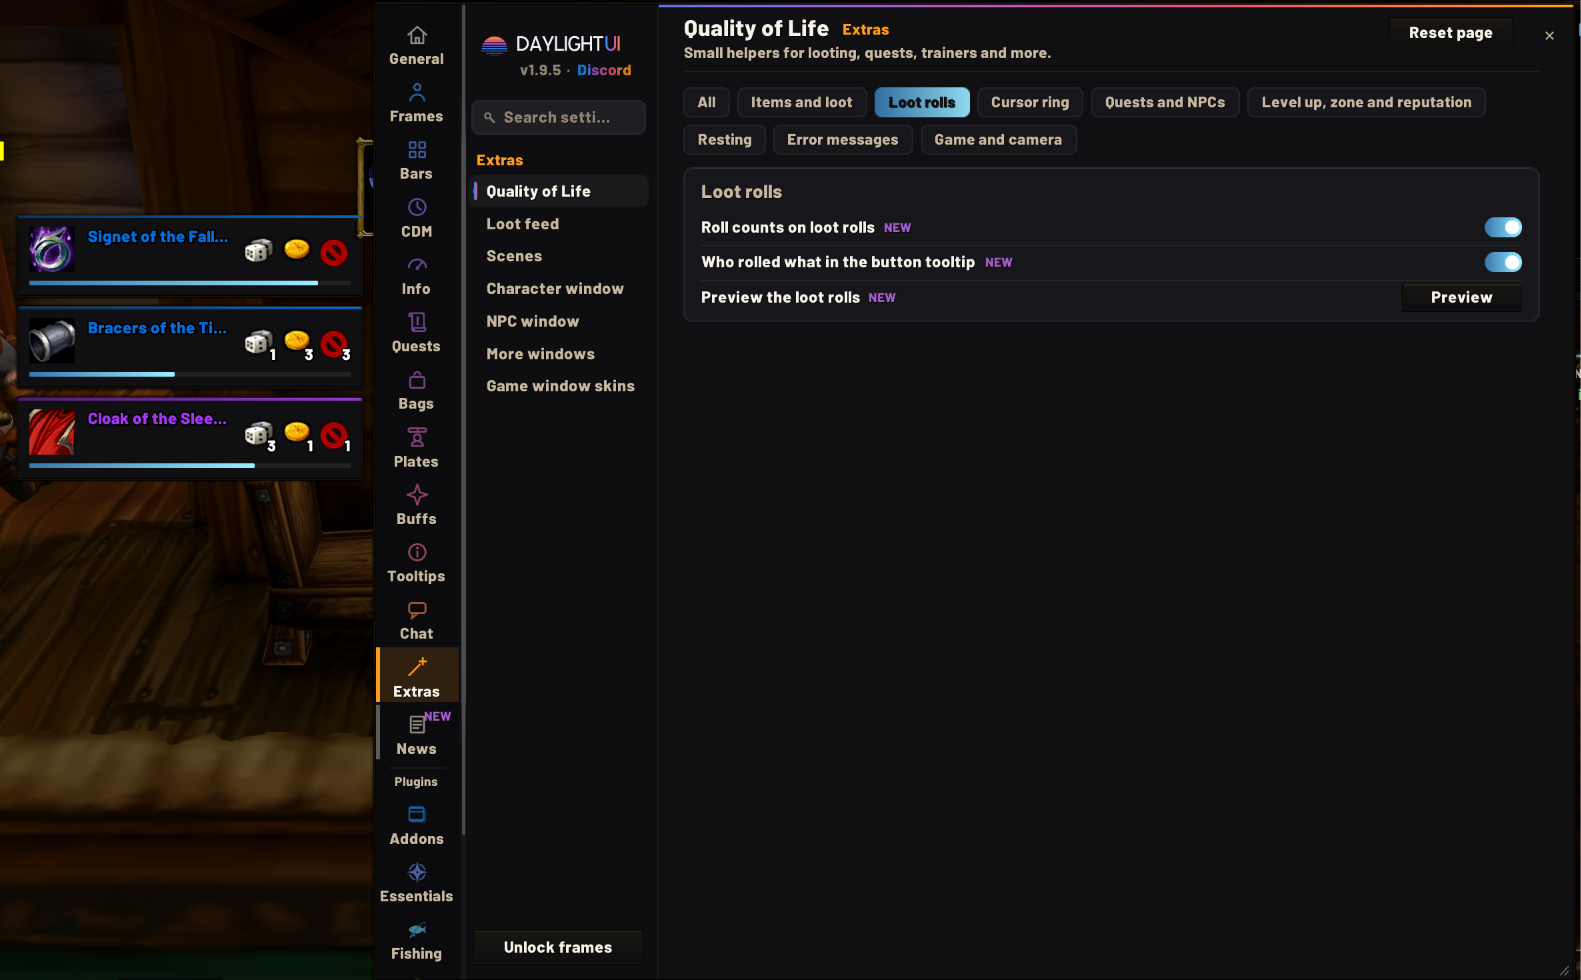 General
Frames
Bars
CDM
Info
Quests
Bags
Plates
Buffs
Tooltips
Chat
Extras
NEW
News
Plugins
Addons
Essentials
Fishing
DAYLIGHTUI
v1.9.5 · Discord
Search setti...
Extras
Quality of Life
Loot feed
Scenes
Character window
NPC window
More windows
Game window skins
Unlock frames
Quality of Life Extras
Small helpers for looting, quests, trainers and more.
Reset page
All
Items and loot
Loot rolls
Cursor ring
Quests and NPCs
Level up, zone and reputation
Resting
Error messages
Game and camera
Loot rolls
Roll counts on loot rolls NEW
Who rolled what in the button tooltip NEW
Preview the loot rolls NEW
Preview
Signet of the Fall...
Bracers of the Ti...
1 3 3
Cloak of the Slee...
3 1 1